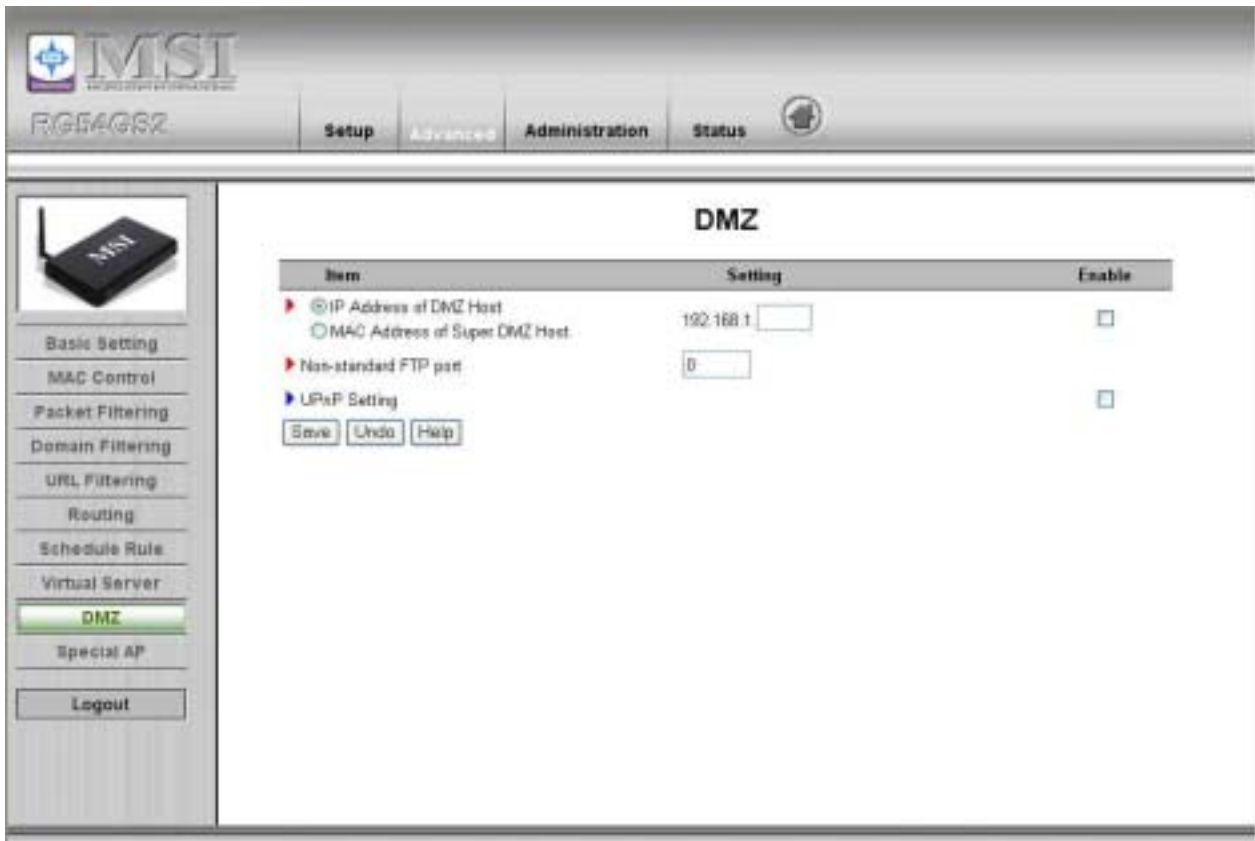 MSI
RG54GS2
Setup Advanced Administration Status
MSI
Basic Setting
MAC Control
Packet Filtering
Domain Filtering
URL Filtering
Routing
Schedule Rule
Virtual Server
DMZ
Special AP
Logout
DMZ
Item Setting Enable
IP Address of DMZ Host
MAC Address of Super DMZ Host
192.168.1.
Non-standard FTP port 0
UPnP Setting
Save Undo Help